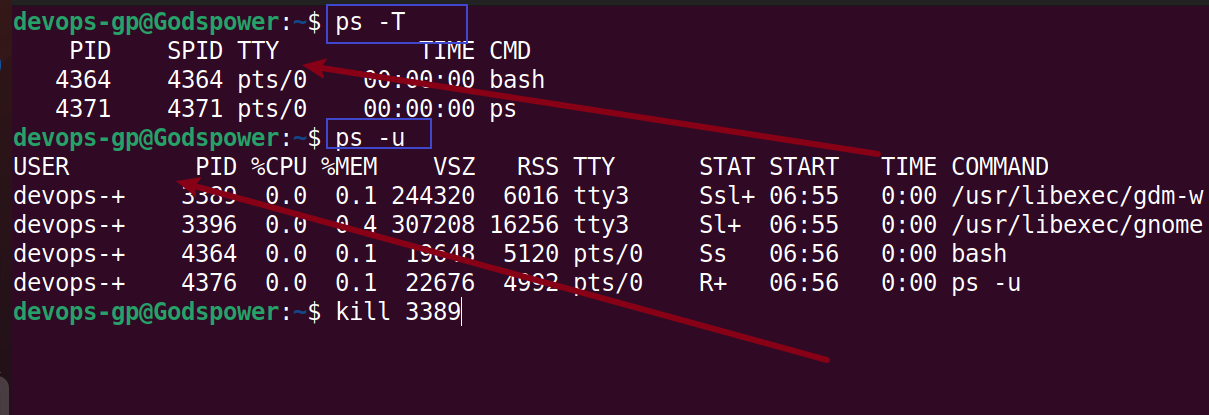 devops-gp@Godspower:~$ ps -T
PID SPID TTY TIME CMD
4364 4364 pts/0 00:00:00 bash
4371 4371 pts/0 00:00:00 ps
devops-gp@Godspower:~$ ps -u
USER PID %CPU %MEM VSZ RSS TTY STAT START TIME COMMAND
devops-+ 3389 0.0 0.1 244320 6016 tty3 Ssl+ 06:55 0:00 /usr/libexec/gdm-w
devops-+ 3396 0.0 0.4 307208 16256 tty3 Sl+ 06:55 0:00 /usr/libexec/gnome
devops-+ 4364 0.0 0.1 19648 5120 pts/0 Ss 06:56 0:00 bash
devops-+ 4376 0.0 0.1 22676 4992 pts/0 R+ 06:56 0:00 ps -u
devops-gp@Godspower:~$ kill 3389